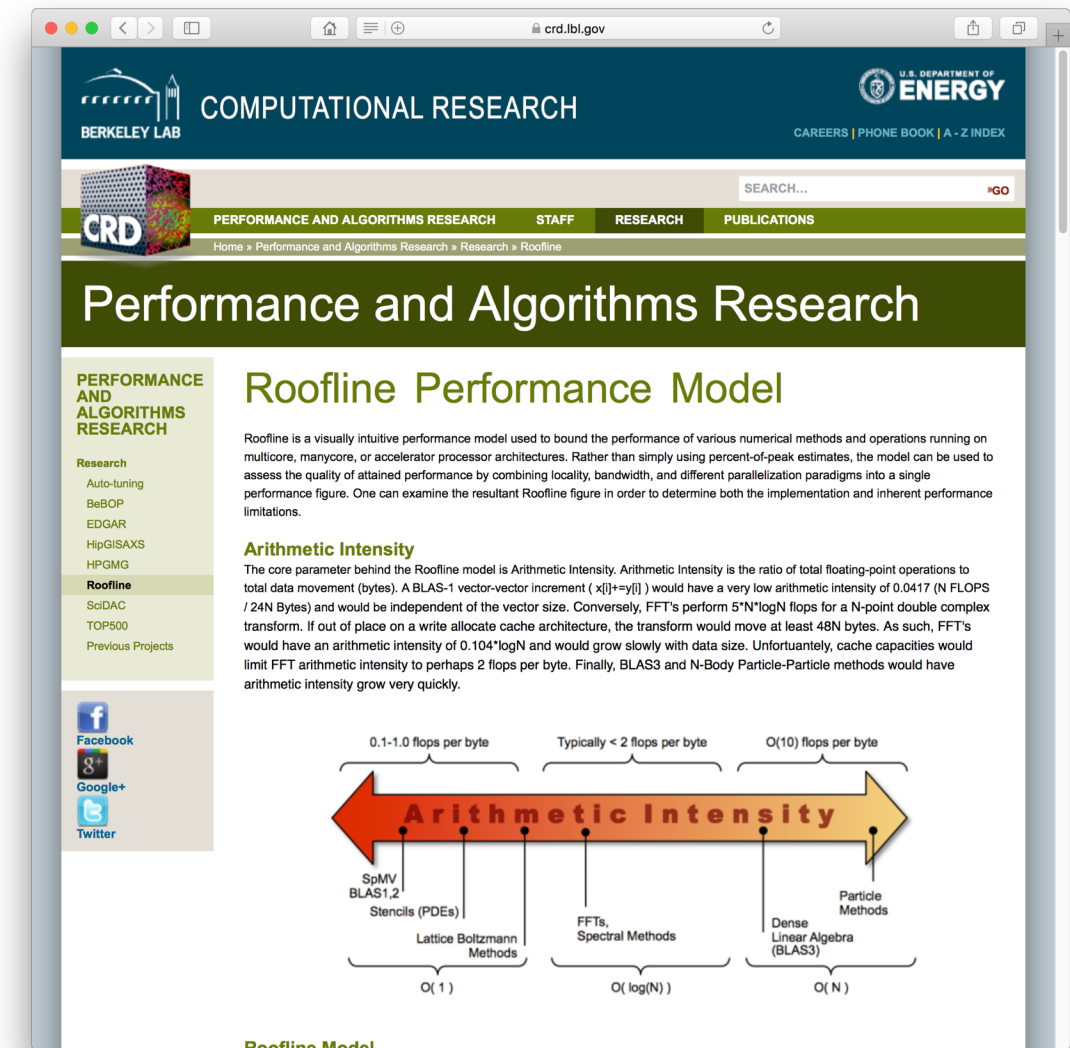 crd.lbl.gov
BERKELEY LAB
COMPUTATIONAL RESEARCH
U.S. DEPARTMENT OF
ENERGY
CAREERS | PHONE BOOK | A - Z INDEX
SEARCH...
»GO
CRD
PERFORMANCE AND ALGORITHMS RESEARCH STAFF RESEARCH PUBLICATIONS
Home » Performance and Algorithms Research » Research » Roofline
Performance and Algorithms Research
PERFORMANCE
AND
ALGORITHMS
RESEARCH
Research
Auto-tuning
BeBOP
EDGAR
HipGISAXS
HPGMG
Roofline
SciDAC
TOP500
Previous Projects
Facebook
Google+
Twitter
Roofline Performance Model
Roofline is a visually intuitive performance model used to bound the performance of various numerical methods and operations running on
multicore, manycore, or accelerator processor architectures. Rather than simply using percent-of-peak estimates, the model can be used to
assess the quality of attained performance by combining locality, bandwidth, and different parallelization paradigms into a single
performance figure. One can examine the resultant Roofline figure in order to determine both the implementation and inherent performance
limitations.
Arithmetic Intensity
The core parameter behind the Roofline model is Arithmetic Intensity. Arithmetic Intensity is the ratio of total floating-point operations to
total data movement (bytes). A BLAS-1 vector-vector increment ( x[i]+=y[i] ) would have a very low arithmetic intensity of 0.0417 (N FLOPS
/ 24N Bytes) and would be independent of the vector size. Conversely, FFT's perform 5*N*logN flops for a N-point double complex
transform. If out of place on a write allocate cache architecture, the transform would move at least 48N bytes. As such, FFT's
would have an arithmetic intensity of 0.104*logN and would grow slowly with data size. Unfortuantely, cache capacities would
limit FFT arithmetic intensity to perhaps 2 flops per byte. Finally, BLAS3 and N-Body Particle-Particle methods would have
arithmetic intensity grow very quickly.
0.1-1.0 flops per byte Typically < 2 flops per byte O(10) flops per byte
Arithmetic Intensity
SpMV
BLAS1,2
Stencils (PDEs)
Lattice Boltzmann
Methods
FFTs,
Spectral Methods
Dense
Linear Algebra
(BLAS3)
Particle
Methods
O( 1 ) O( log(N) ) O( N )
Roofline Model